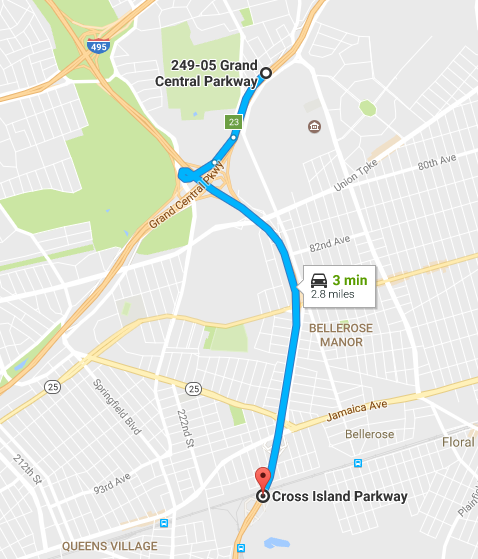 495
249-05 Grand
Central Parkway
23
Grand Central Pkwy
Union Tpke
80th Ave
82nd Ave
3 min
2.8 miles
BELLEROSE
MANOR
25
25
Springfield Blvd
222nd St
Jamaica Ave
Bellerose
Floral
212th St
93rd Ave
Cross Island Parkway
Plainfie
QUEENS VILLAGE